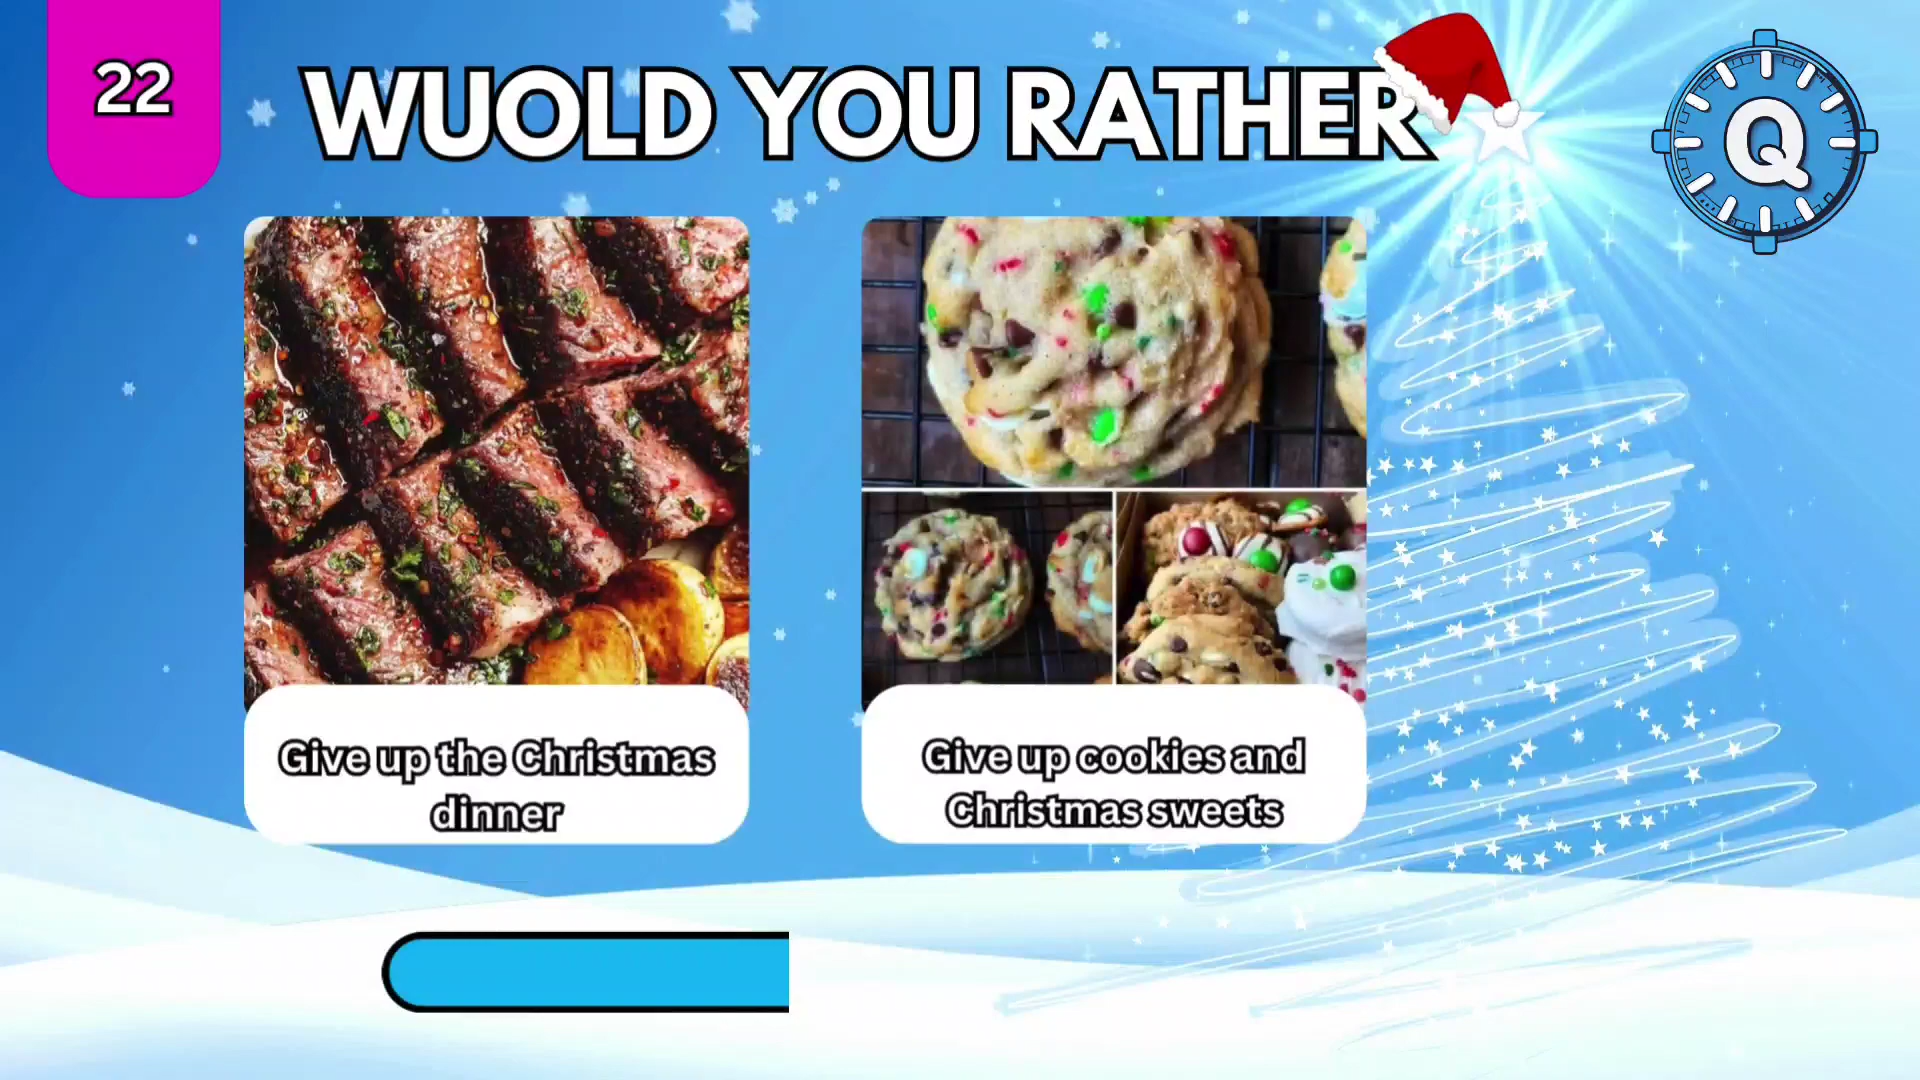 22
WUOLD YOU RATHER
Q
Give up the Christmas
dinner
Give up cookies and
Christmas sweets